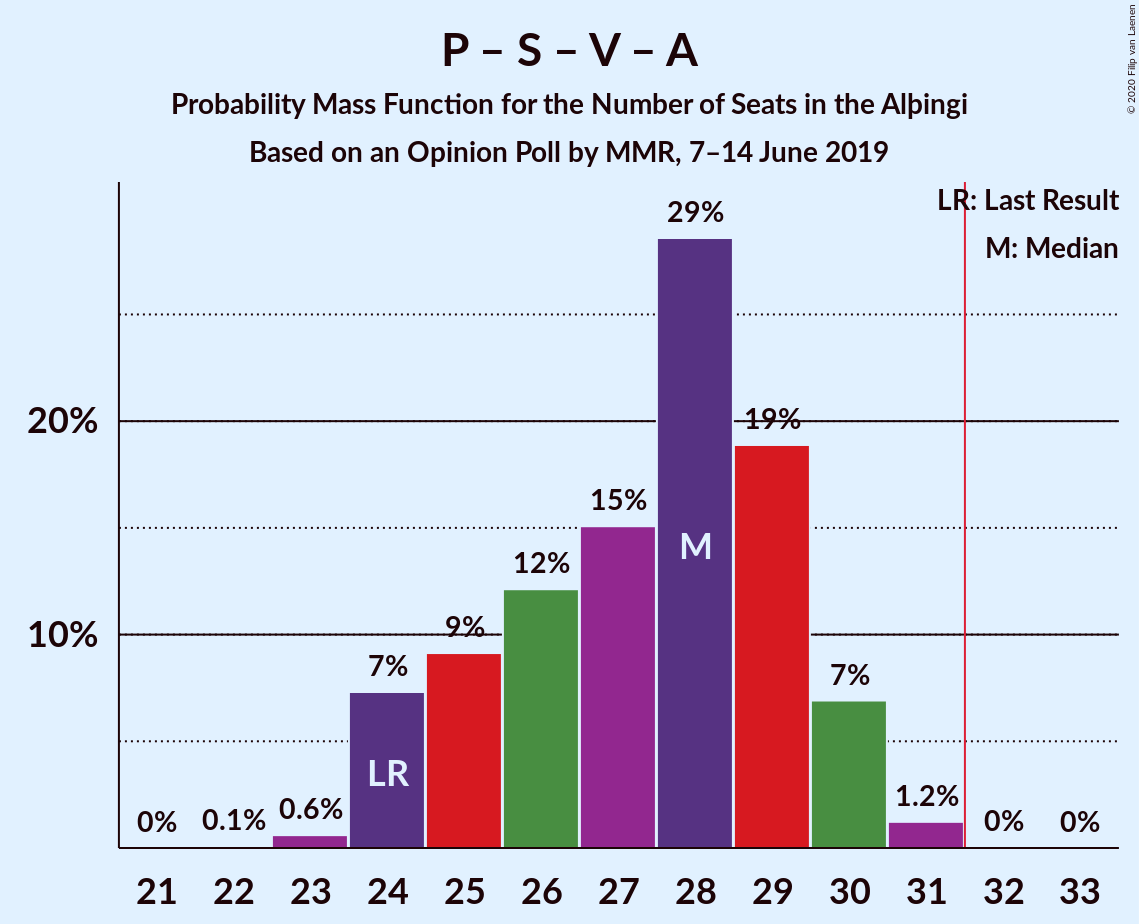 P – S – V – A
Probability Mass Function for the Number of Seats in the Alþingi
Based on an Opinion Poll by MMR, 7–14 June 2019
© 2020 Filip van Laenen
LR: Last Result
M: Median
29%
20%
19%
15%
M
12%
10%
9%
7%
7%
LR
1.2%
0.6%
0%
0.1%
0%
0%
21 22 23 24 25 26 27 28 29 30 31 32 33